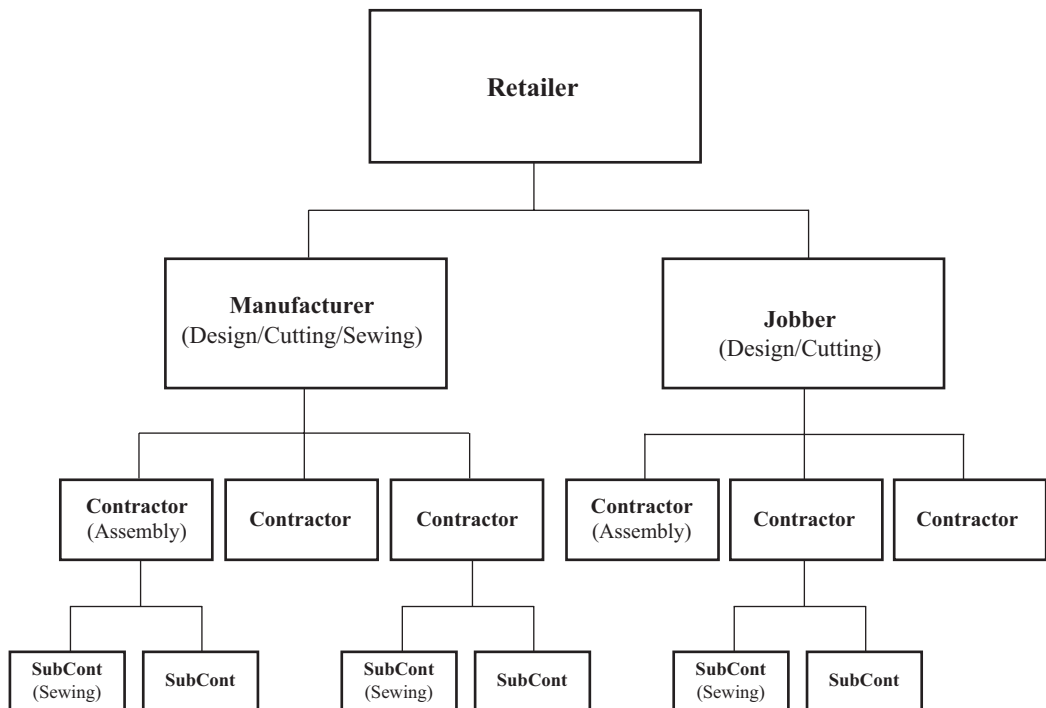 Retailer
Manufacturer
(Design/Cutting/Sewing)
Jobber
(Design/Cutting)
Contractor
(Assembly)
Contractor
Contractor
Contractor
(Assembly)
Contractor
Contractor
SubCont
(Sewing)
SubCont
SubCont
(Sewing)
SubCont
SubCont
(Sewing)
SubCont